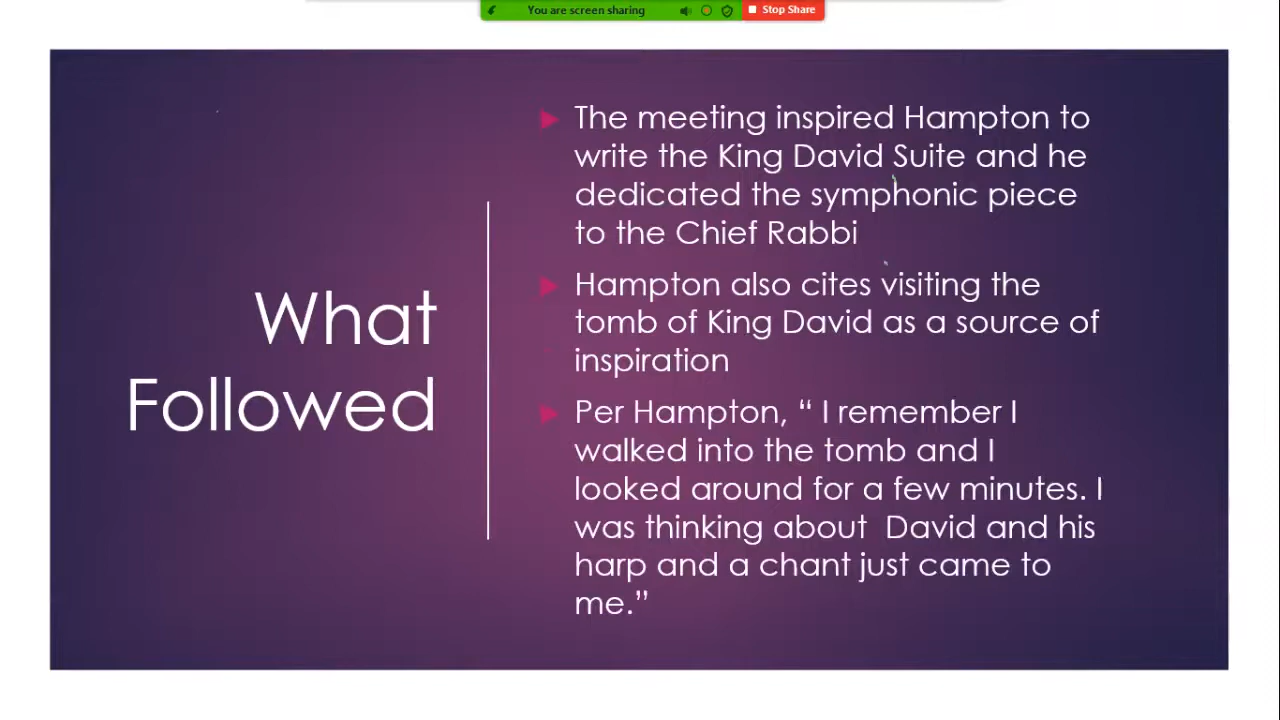 You are screen sharing
Stop Share
What
Followed
The meeting inspired Hampton to
write the King David Suite and he
dedicated the symphonic piece
to the Chief Rabbi
Hampton also cites visiting the
tomb of King David as a source of
inspiration
Per Hampton, “ I remember I
walked into the tomb and I
looked around for a few minutes. I
was thinking about  David and his
harp and a chant just came to
me.”